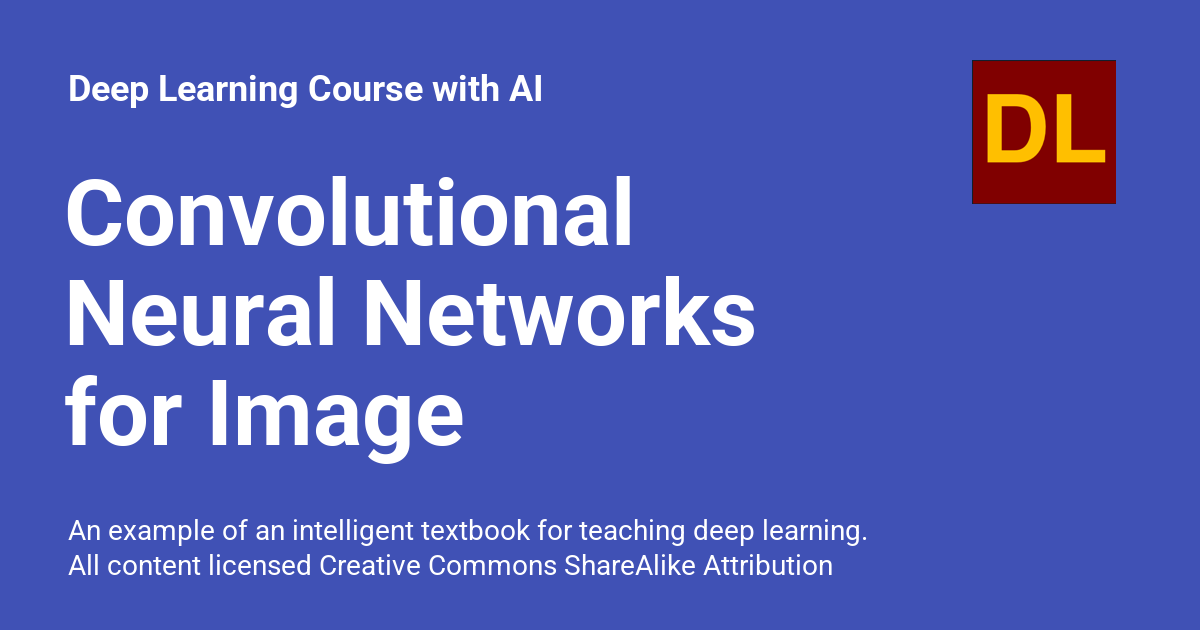 Deep Learning Course with AI
DL
Convolutional
Neural Networks
for Image
An example of an intelligent textbook for teaching deep learning.
All content licensed Creative Commons ShareAlike Attribution